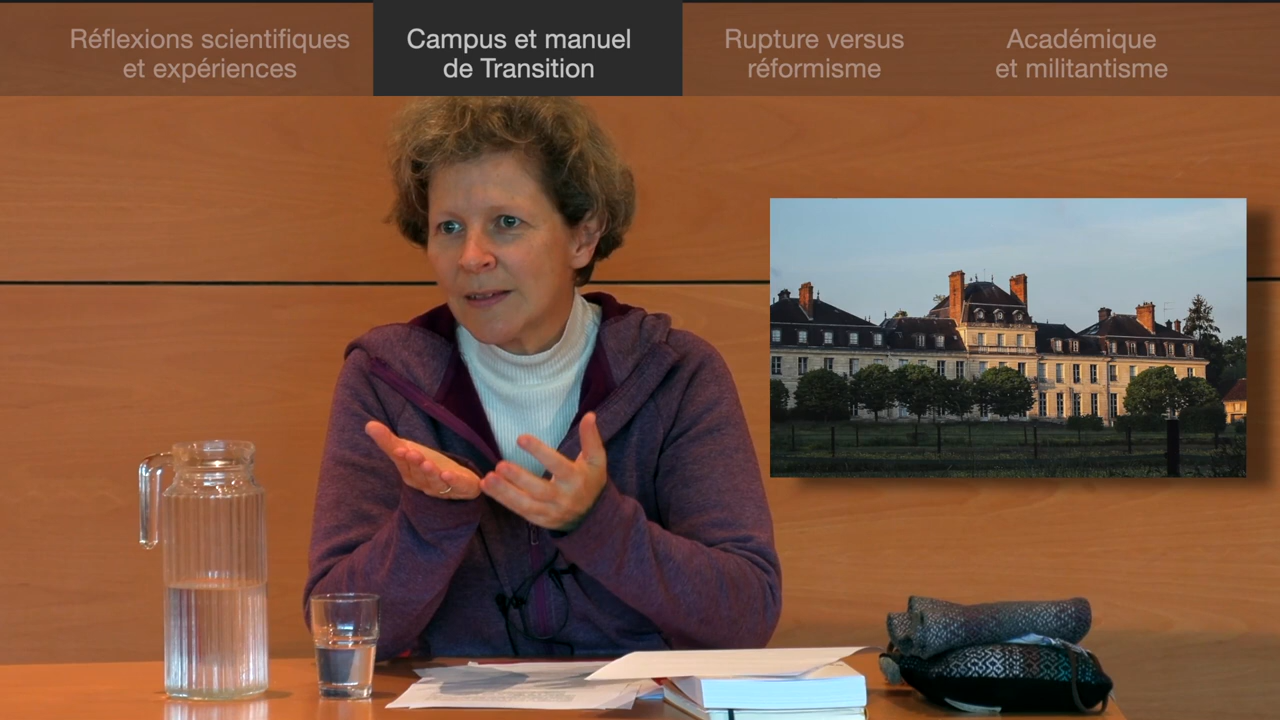 Réflexions scientifiques
et expériences
Campus et manuel
de Transition
Rupture versus
réformisme
Académique
et militantisme